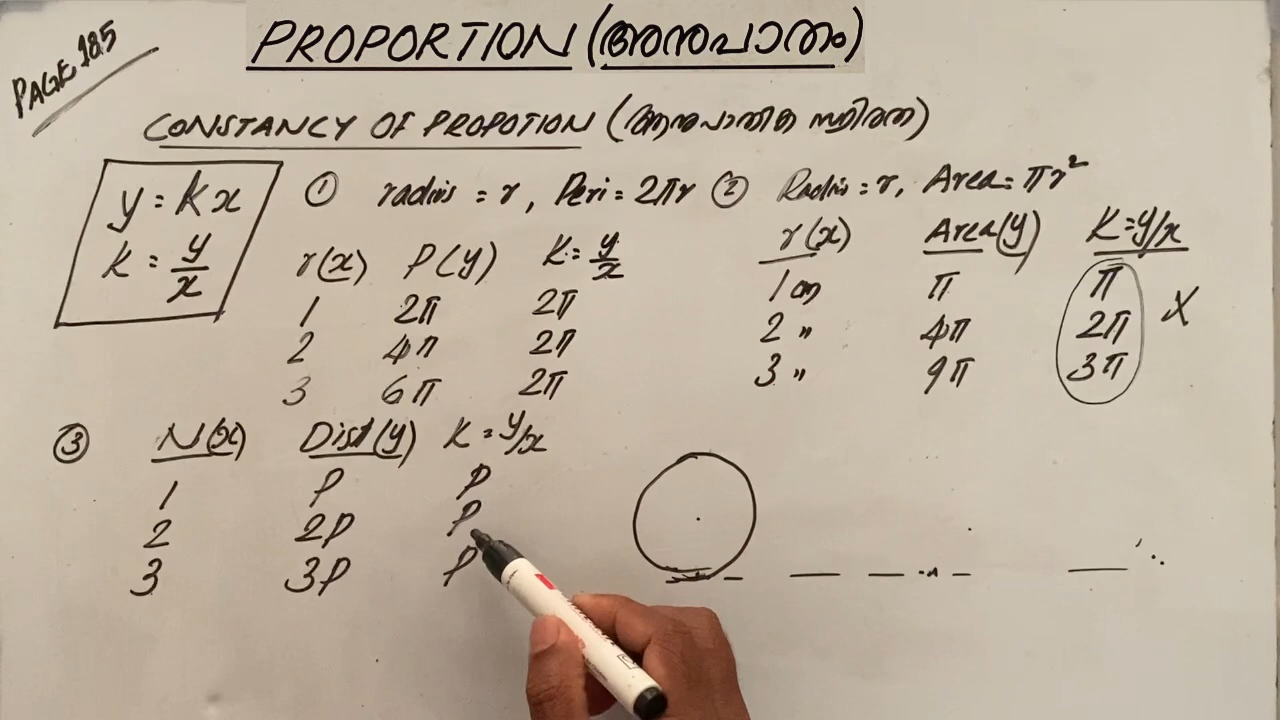 PAGE 185
PROPORTION (അനുപാതം)
CONSTANCY OF PROPOTION (ആനുപാതിക സ്ഥിരത)
y = kx
k = y/x
① radius = r, Peri = 2πr
r(x) P(y) K = y/x
1 2π 2π
2 4π 2π
3 6π 2π
② Radius = r, Area = πr²
r(x) Area(y) K = y/x
1 cm π π
2 " 4π 2π X
3 " 9π 3π
③ N(x) Dist(y) K = y/x
1 P P
2 2P P
3 3P P